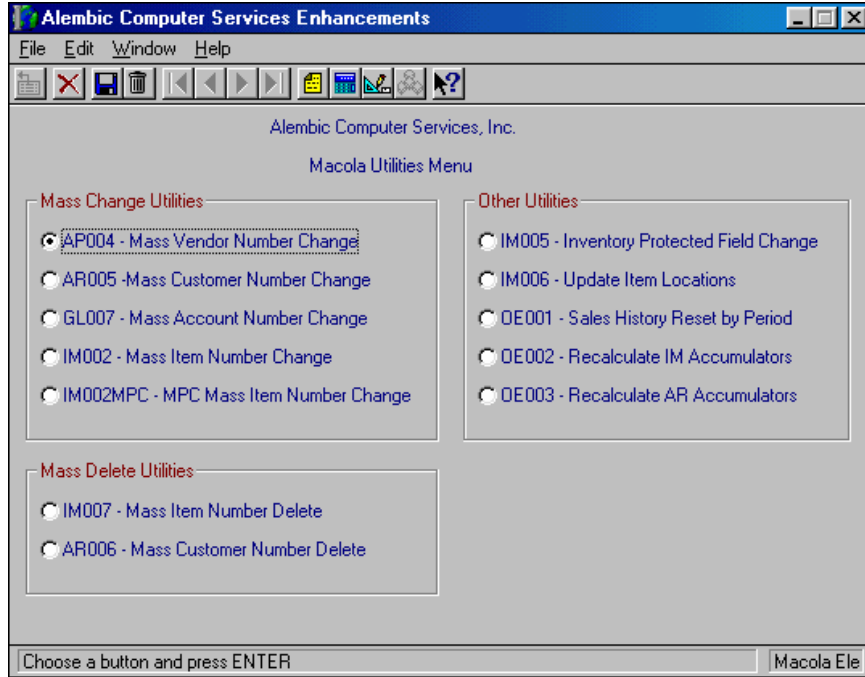 Alembic Computer Services Enhancements
File Edit Window Help
Alembic Computer Services, Inc.
Macola Utilities Menu
Mass Change Utilities
AP004 - Mass Vendor Number Change
AR005 -Mass Customer Number Change
GL007 - Mass Account Number Change
IM002 - Mass Item Number Change
IM002MPC - MPC Mass Item Number Change
Other Utilities
IM005 - Inventory Protected Field Change
IM006 - Update Item Locations
OE001 - Sales History Reset by Period
OE002 - Recalculate IM Accumulators
OE003 - Recalculate AR Accumulators
Mass Delete Utilities
IM007 - Mass Item Number Delete
AR006 - Mass Customer Number Delete
Choose a button and press ENTER
Macola Ele